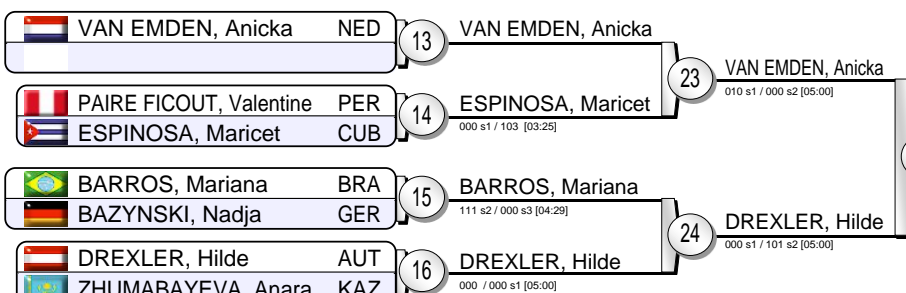 VAN EMDEN, Anicka NED
13
VAN EMDEN, Anicka
23
VAN EMDEN, Anicka
010 s1 / 000 s2 [05:00]
PAIRE FICOUT, Valentine PER
ESPINOSA, Maricet CUB
14
ESPINOSA, Maricet
000 s1 / 103 [03:25]
BARROS, Mariana BRA
BAZYNSKI, Nadja GER
15
BARROS, Mariana
111 s2 / 000 s3 [04:29]
24
DREXLER, Hilde
000 s1 / 101 s2 [05:00]
DREXLER, Hilde AUT
ZHUMABAYEVA, Anara KAZ
16
DREXLER, Hilde
000 / 000 s1 [05:00]